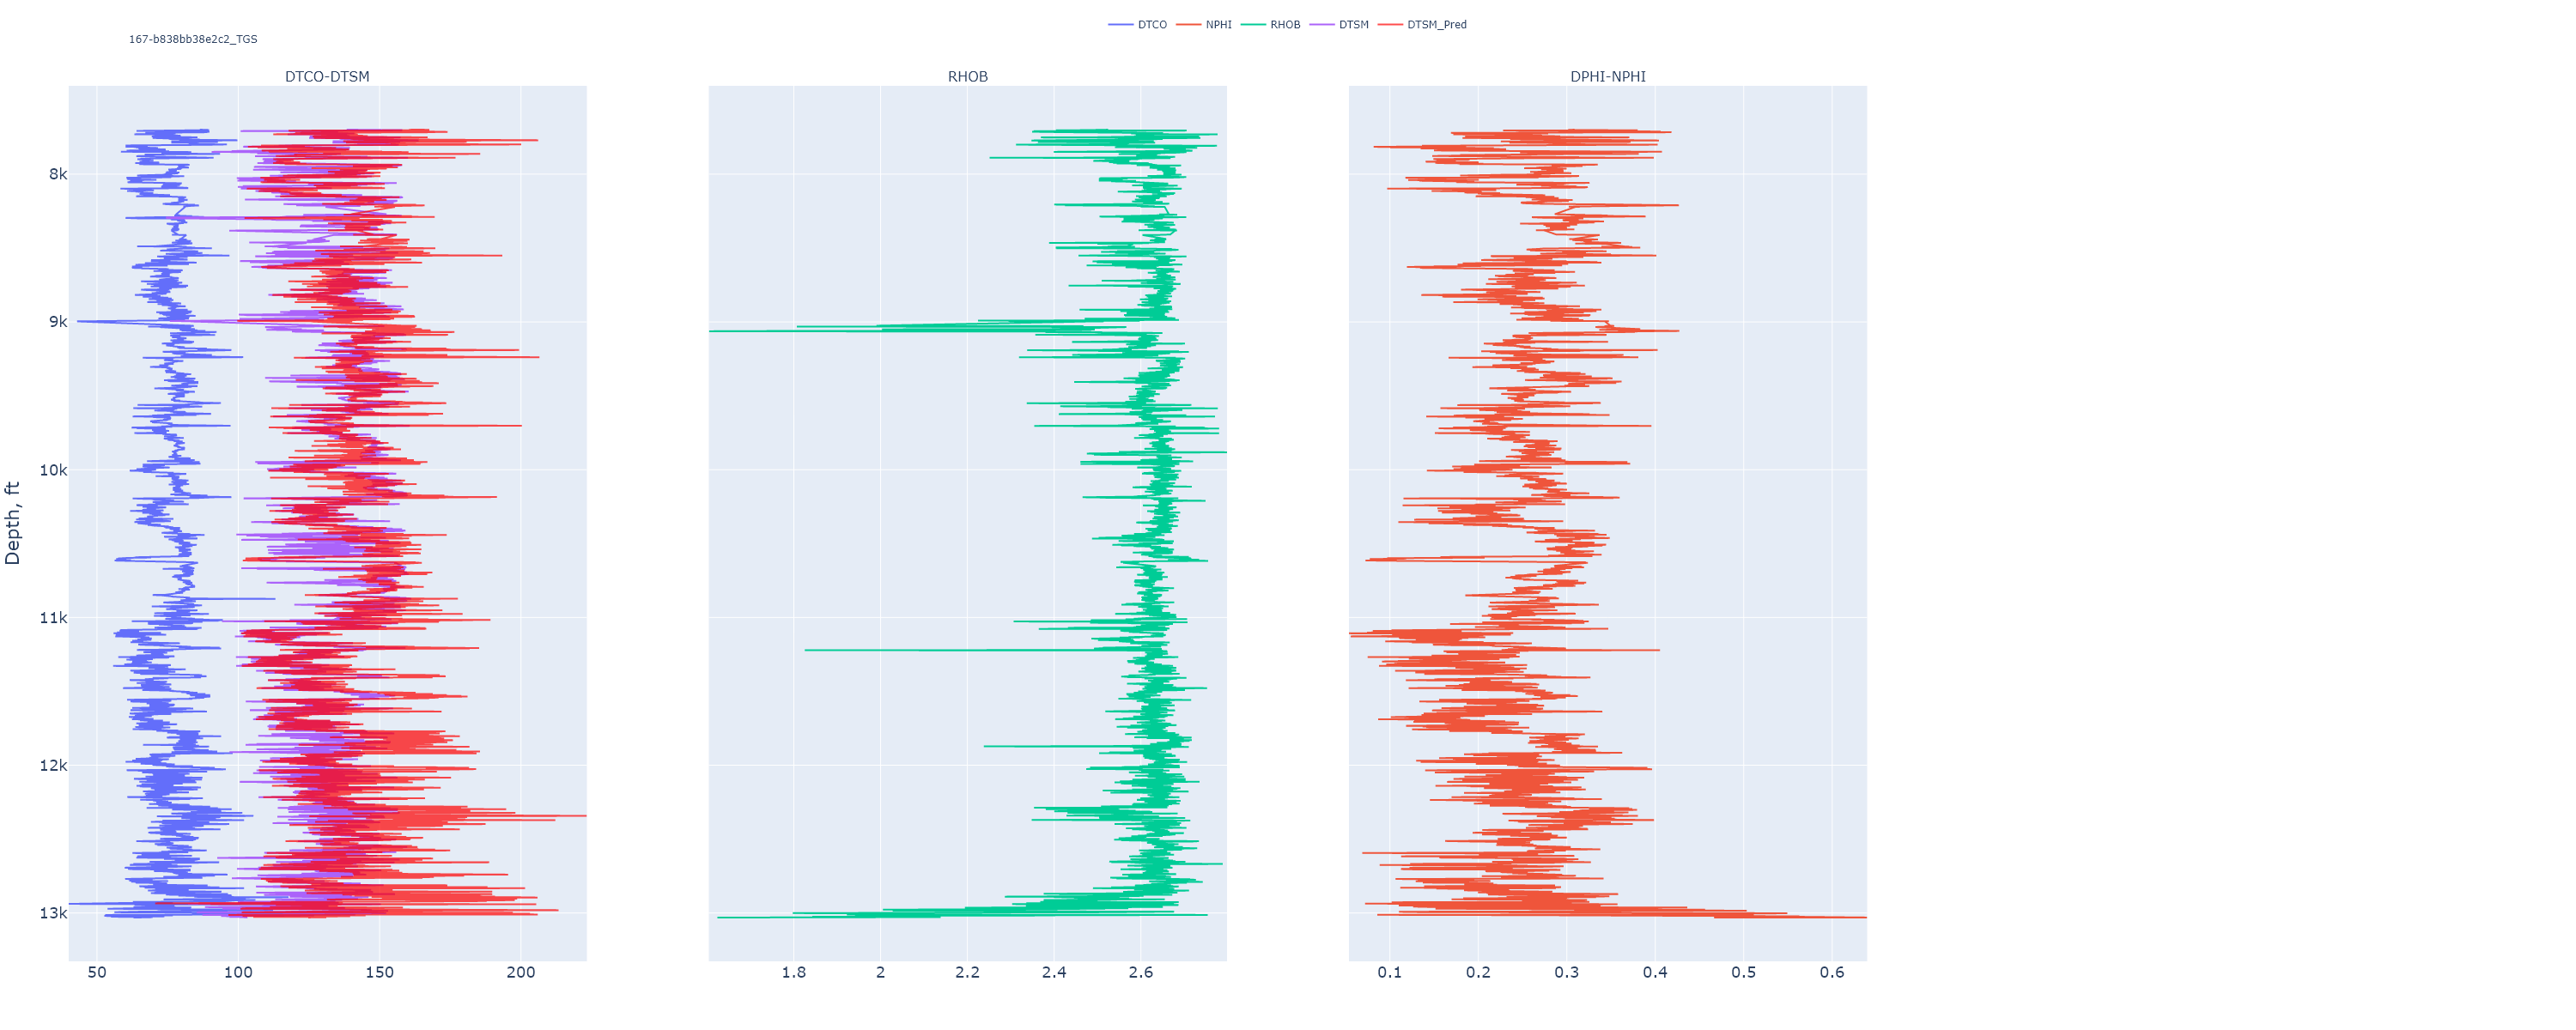 DTCO NPHI RHOB DTSM DTSM_Pred
167-b838bb38e2c2_TGS
DTCO-DTSM RHOB DPHI-NPHI
8k
9k
10k
Depth, ft
11k
12k
13k
50 100 150 200 1.8 2 2.2 2.4 2.6 0.1 0.2 0.3 0.4 0.5 0.6